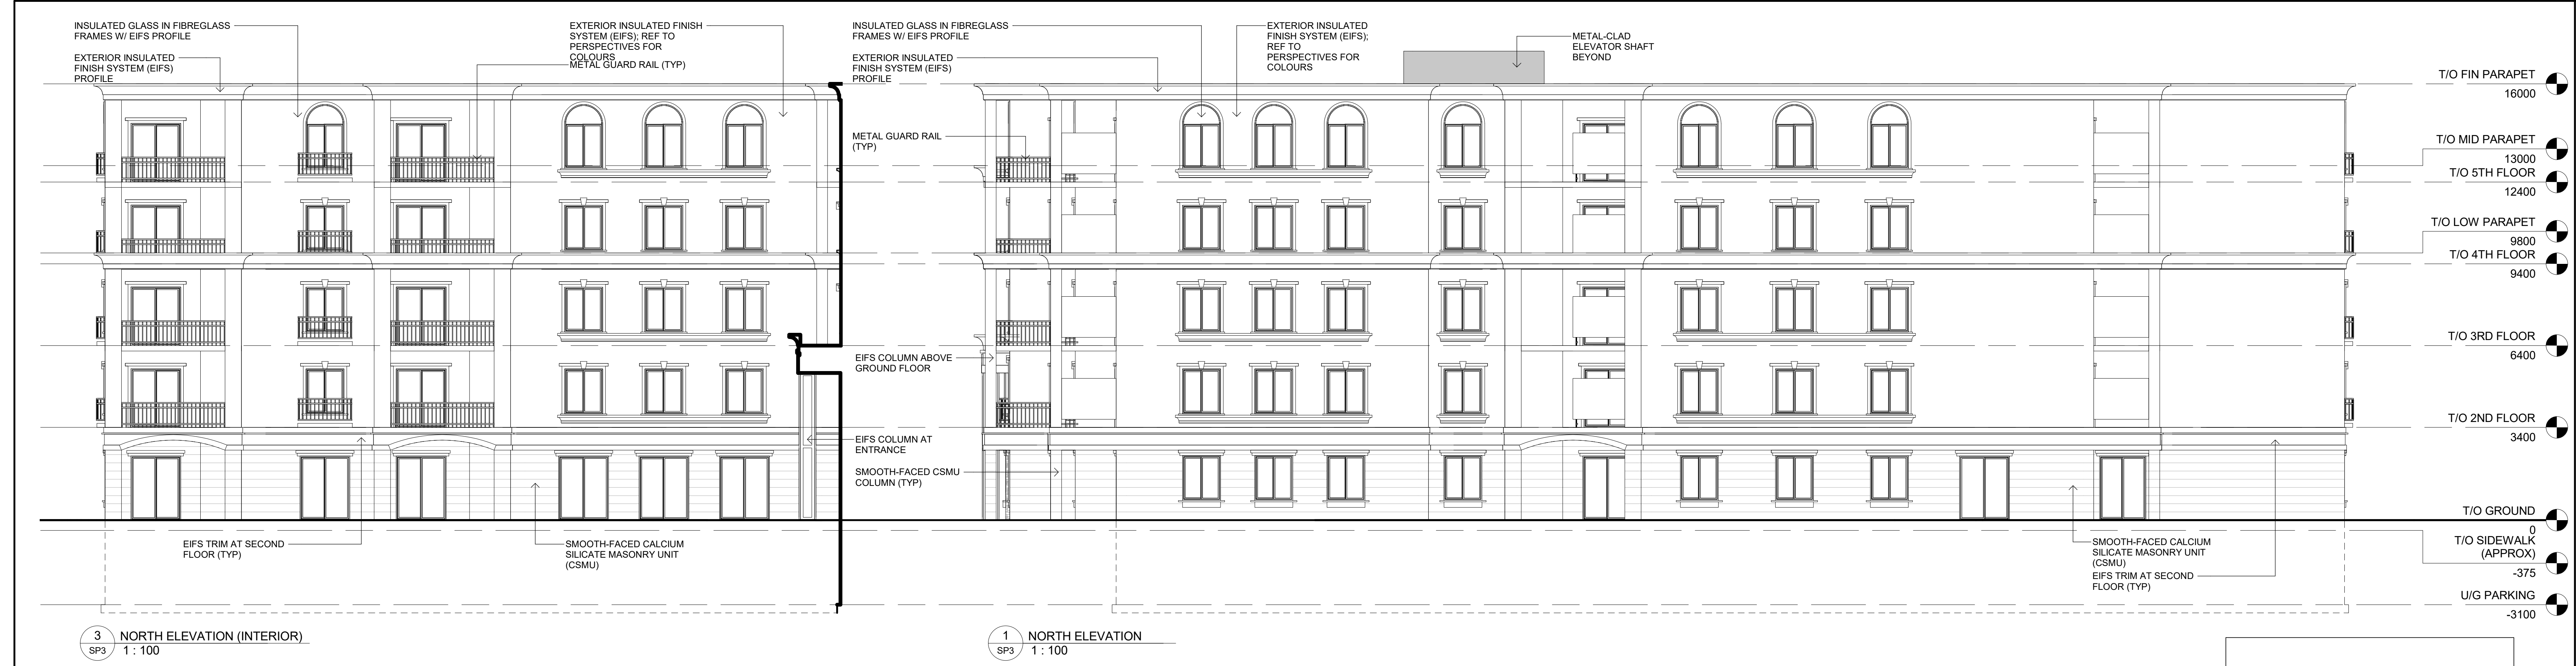 INSULATED GLASS IN FIBREGLASS
FRAMES W/ EIFS PROFILE
EXTERIOR INSULATED
FINISH SYSTEM (EIFS)
PROFILE
EXTERIOR INSULATED FINISH
SYSTEM (EIFS); REF TO
PERSPECTIVES FOR
COLOURS
METAL GUARD RAIL (TYP)
INSULATED GLASS IN FIBREGLASS
FRAMES W/ EIFS PROFILE
EXTERIOR INSULATED
FINISH SYSTEM (EIFS)
PROFILE
EXTERIOR INSULATED
FINISH SYSTEM (EIFS);
REF TO
PERSPECTIVES FOR
COLOURS
METAL-CLAD
ELEVATOR SHAFT
BEYOND
METAL GUARD RAIL
(TYP)
EIFS COLUMN ABOVE
GROUND FLOOR
EIFS COLUMN AT
ENTRANCE
SMOOTH-FACED CSMU
COLUMN (TYP)
EIFS TRIM AT SECOND
FLOOR (TYP)
SMOOTH-FACED CALCIUM
SILICATE MASONRY UNIT
(CSMU)
SMOOTH-FACED CALCIUM
SILICATE MASONRY UNIT
(CSMU)
EIFS TRIM AT SECOND
FLOOR (TYP)
T/O FIN PARAPET
16000
T/O MID PARAPET
13000
T/O 5TH FLOOR
12400
T/O LOW PARAPET
9800
T/O 4TH FLOOR
9400
T/O 3RD FLOOR
6400
T/O 2ND FLOOR
3400
T/O GROUND
0
T/O SIDEWALK
(APPROX)
-375
U/G PARKING
-3100
3
SP3
NORTH ELEVATION (INTERIOR)
1 : 100
1
SP3
NORTH ELEVATION
1 : 100